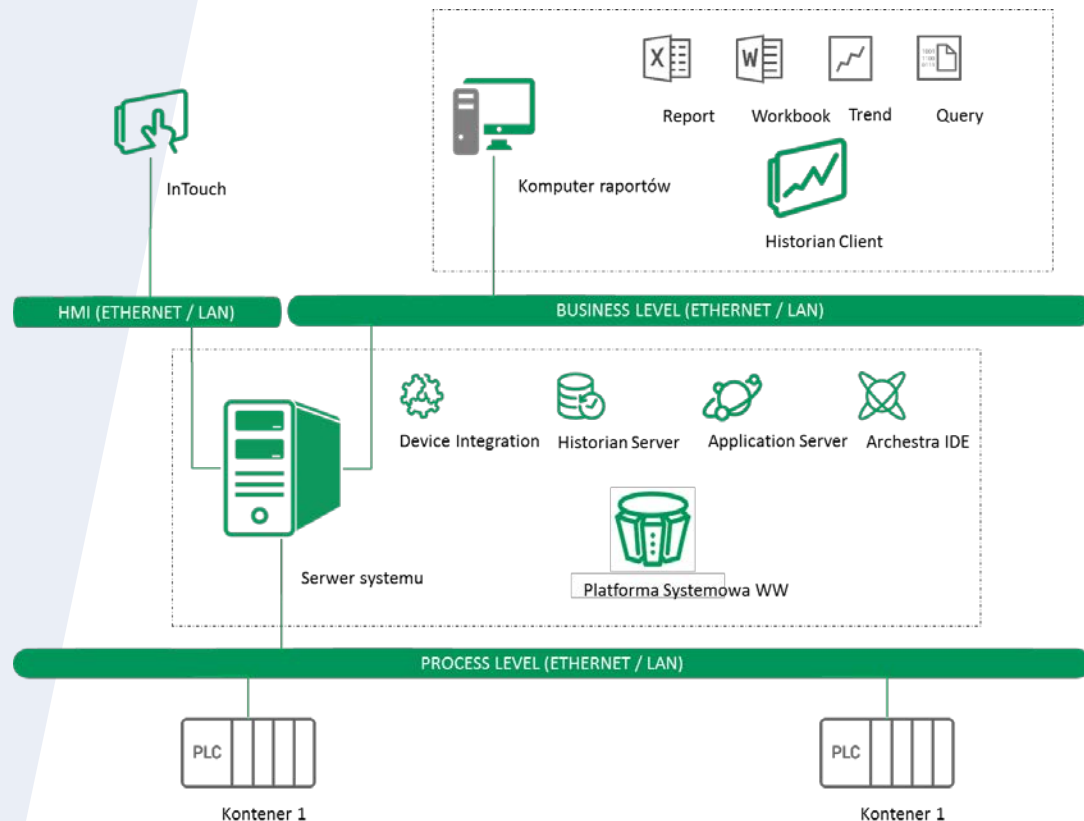 Report
Workbook
Trend
Query
InTouch
Komputer raportów
Historian Client
HMI (ETHERNET / LAN)
BUSINESS LEVEL (ETHERNET / LAN)
Device Integration
Historian Server
Application Server
Archestra IDE
Serwer systemu
Platforma Systemowa WW
PROCESS LEVEL (ETHERNET / LAN)
PLC
PLC
Kontener 1
Kontener 1